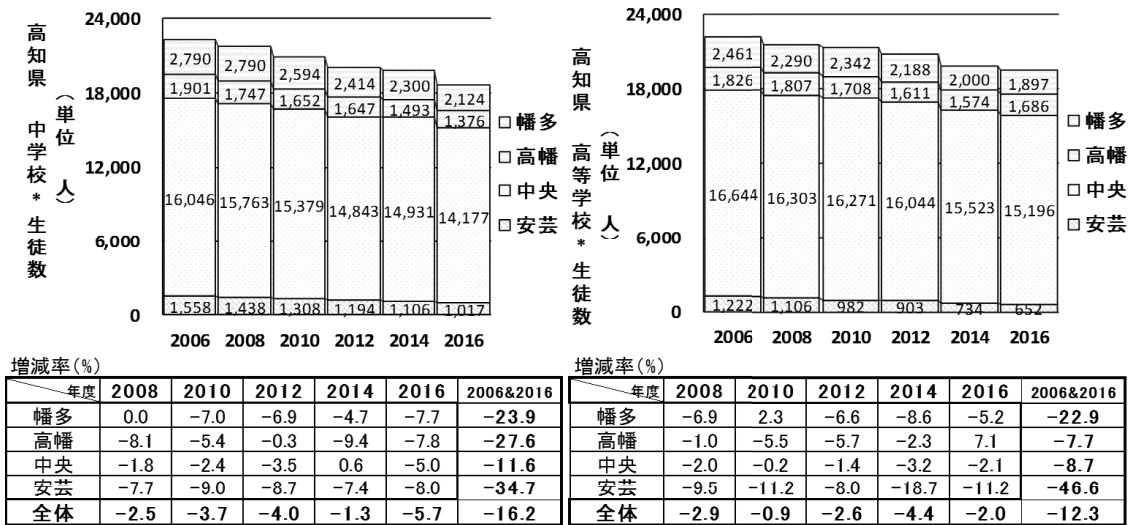 高知県 中学校*生徒数
(単位 人)
24,000
18,000
12,000
6,000
0
2,790 2,790 2,594 2,414 2,300 2,124
1,901 1,747 1,652 1,647 1,493 1,376
16,046 15,763 15,379 14,843 14,931 14,177
1,558 1,438 1,308 1,194 1,106 1,017
2006 2008 2010 2012 2014 2016
幡多
高幡
中央
安芸
高知県 高等学校*生徒数
(単位 人)
24,000
18,000
12,000
6,000
0
2,461 2,290 2,342 2,188 2,000 1,897
1,826 1,807 1,708 1,611 1,574 1,686
16,644 16,303 16,271 16,044 15,523 15,196
1,222 1,106 982 903 734 652
2006 2008 2010 2012 2014 2016
幡多
高幡
中央
安芸
増減率(%)
年度 2008 2010 2012 2014 2016 2006&2016
幡多 0.0 -7.0 -6.9 -4.7 -7.7 -23.9
高幡 -8.1 -5.4 -0.3 -9.4 -7.8 -27.6
中央 -1.8 -2.4 -3.5 0.6 -5.0 -11.6
安芸 -7.7 -9.0 -8.7 -7.4 -8.0 -34.7
全体 -2.5 -3.7 -4.0 -1.3 -5.7 -16.2
増減率(%)
年度 2008 2010 2012 2014 2016 2006&2016
幡多 -6.9 2.3 -6.6 -8.6 -5.2 -22.9
高幡 -1.0 -5.5 -5.7 -2.3 7.1 -7.7
中央 -2.0 -0.2 -1.4 -3.2 -2.1 -8.7
安芸 -9.5 -11.2 -8.0 -18.7 -11.2 -46.6
全体 -2.9 -0.9 -2.6 -4.4 -2.0 -12.3